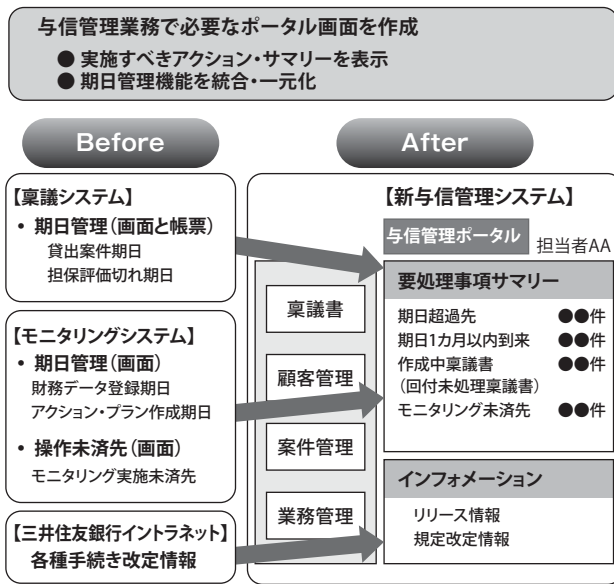 与信管理業務で必要なポータル画面を作成
● 実施すべきアクション・サマリーを表示
● 期日管理機能を統合・一元化
Before
【稟議システム】
• 期日管理（画面と帳票）
貸出案件期日
担保評価切れ期日
【モニタリングシステム】
• 期日管理（画面）
財務データ登録期日
アクション・プラン作成期日
• 操作未済先（画面）
モニタリング実施未済先
【三井住友銀行イントラネット】
各種手続き改定情報
After
【新与信管理システム】
与信管理ポータル 担当者AA
稟議書
顧客管理
案件管理
業務管理
要処理事項サマリー
期日超過先 ●●件
期日1カ月以内到来 ●●件
作成中稟議書 ●●件
（回付未処理稟議書）
モニタリング未済先 ●●件
インフォメーション
リリース情報
規定改定情報